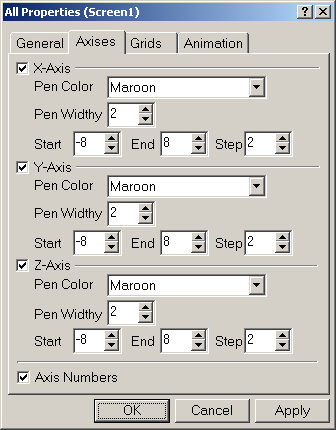 All Properties (Screen1)
General Axises Grids Animation
X-Axis
Pen Color Maroon
Pen Widthy 2
Start -8 End 8 Step 2
Y-Axis
Pen Color Maroon
Pen Widthy 2
Start -8 End 8 Step 2
Z-Axis
Pen Color Maroon
Pen Widthy 2
Start -8 End 8 Step 2
Axis Numbers
OK Cancel Apply